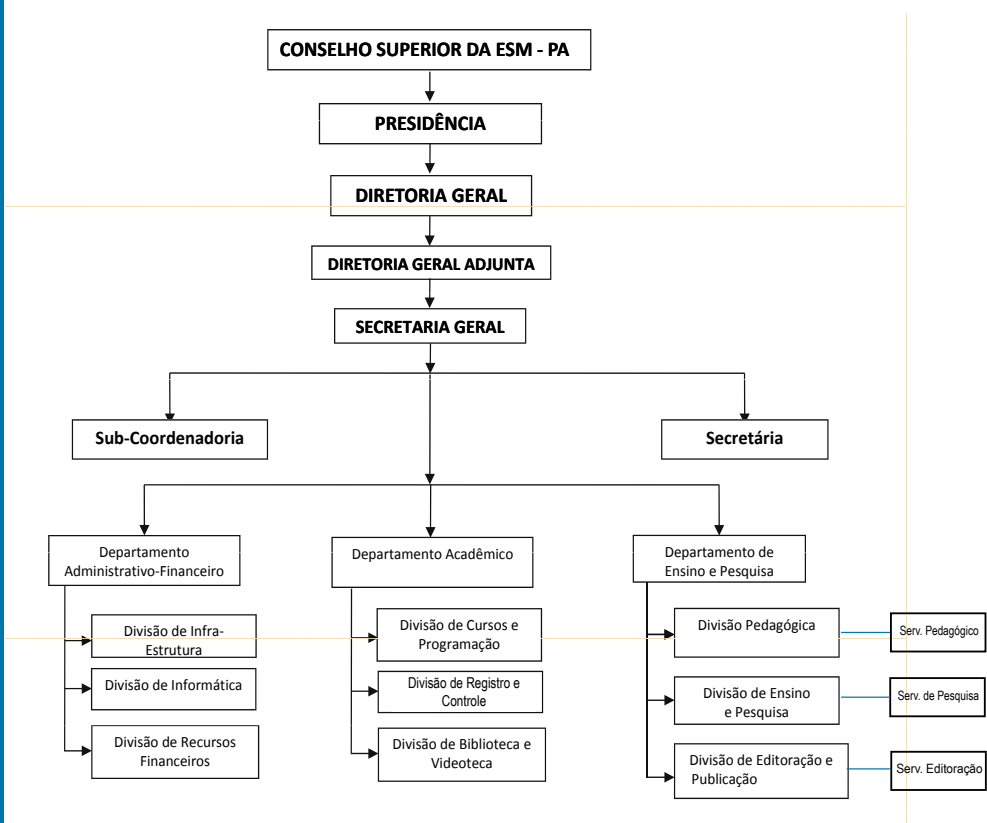 CONSELHO SUPERIOR DA ESM - PA
PRESIDÊNCIA
DIRETORIA GERAL
DIRETORIA GERAL ADJUNTA
SECRETARIA GERAL
Sub-Coordenadoria
Secretária
Departamento
Administrativo-Financeiro
Divisão de Infra-
Estrutura
Divisão de Informática
Divisão de Recursos
Financeiros
Departamento Acadêmico
Divisão de Cursos e
Programação
Divisão de Registro e
Controle
Divisão de Biblioteca e
Videoteca
Departamento de
Ensino e Pesquisa
Divisão Pedagógica
Serv. Pedagógico
Divisão de Ensino
e Pesquisa
Serv. de Pesquisa
Divisão de Editoração e
Publicação
Serv. Editoração